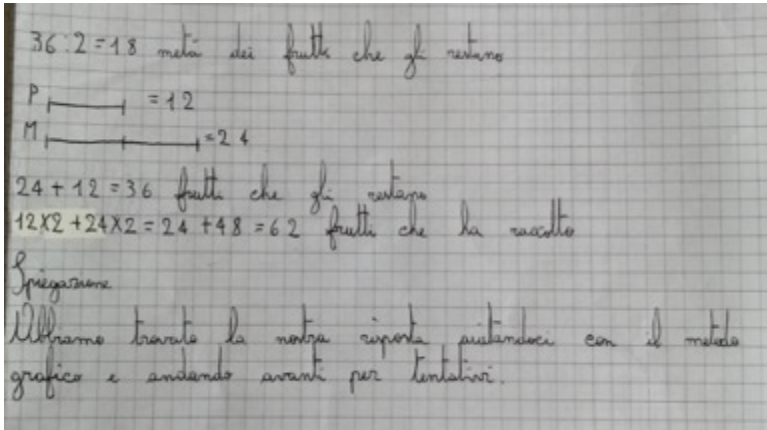 36:2=18 metà dei frutti che gli restano
P = 12
M = 24
24 + 12 = 36 frutti che gli restano
12X2 + 24X2 = 24 + 48 = 62 frutti che ha raccolto
Spiegazione
Abbiamo trovato la nostra risposta aiutandoci con il metodo
grafico e andando avanti per tentativi.